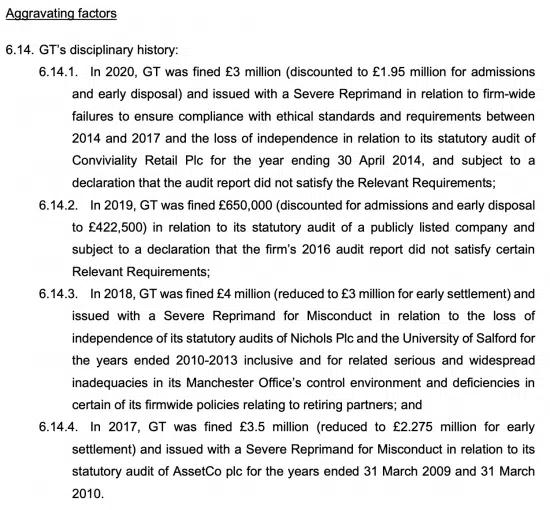 Aggravating factors
6.14. GT's disciplinary history:
6.14.1. In 2020, GT was fined £3 million (discounted to £1.95 million for admissions
and early disposal) and issued with a Severe Reprimand in relation to firm-wide
failures to ensure compliance with ethical standards and requirements between
2014 and 2017 and the loss of independence in relation to its statutory audit of
Conviviality Retail Plc for the year ending 30 April 2014, and subject to a
declaration that the audit report did not satisfy the Relevant Requirements;
6.14.2. In 2019, GT was fined £650,000 (discounted for admissions and early disposal
to £422,500) in relation to its statutory audit of a publicly listed company and
subject to a declaration that the firm's 2016 audit report did not satisfy certain
Relevant Requirements;
6.14.3. In 2018, GT was fined £4 million (reduced to £3 million for early settlement) and
issued with a Severe Reprimand for Misconduct in relation to the loss of
independence of its statutory audits of Nichols Plc and the University of Salford for
the years ended 2010-2013 inclusive and for related serious and widespread
inadequacies in its Manchester Office's control environment and deficiencies in
certain of its firmwide policies relating to retiring partners; and
6.14.4. In 2017, GT was fined £3.5 million (reduced to £2.275 million for early
settlement) and issued with a Severe Reprimand for Misconduct in relation to its
statutory audit of AssetCo plc for the years ended 31 March 2009 and 31 March
2010.